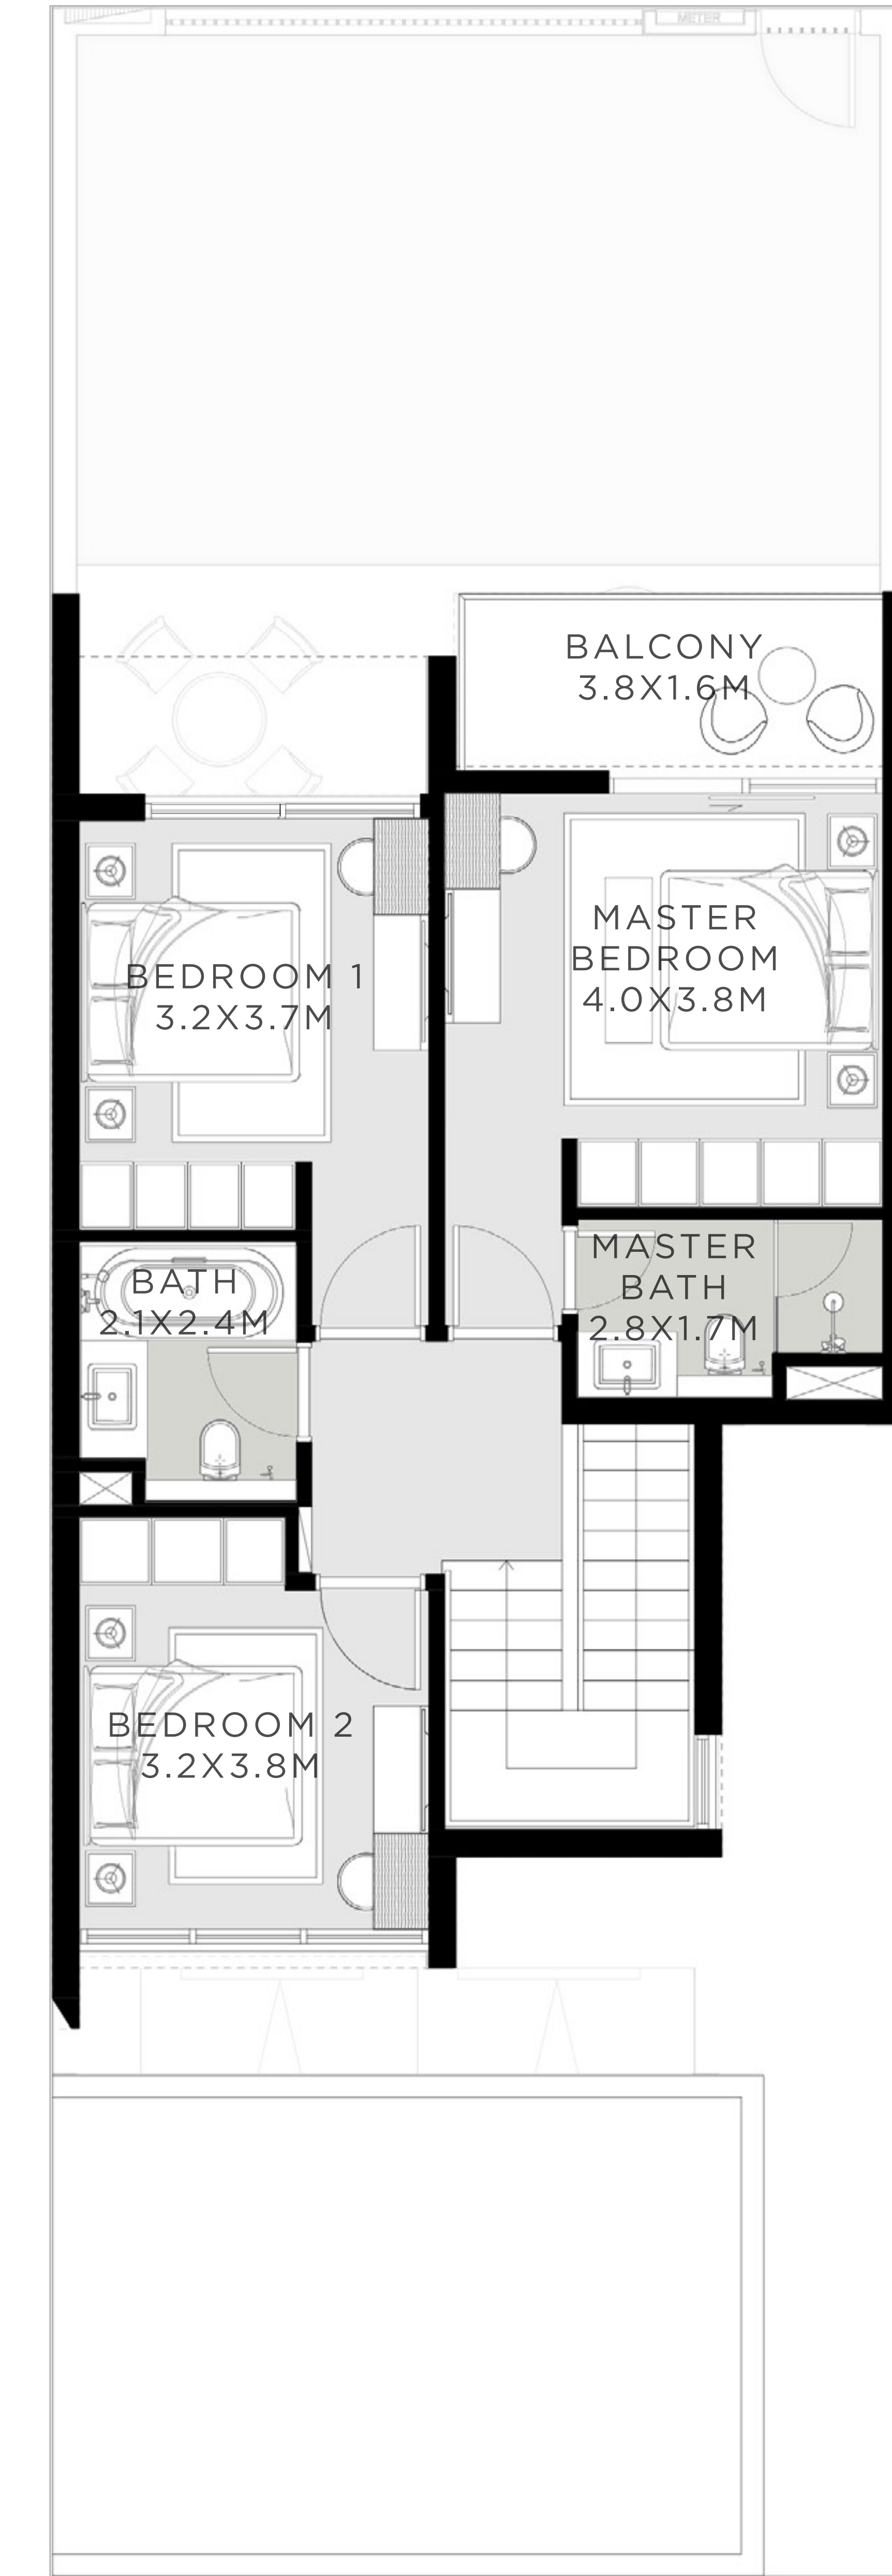 METER
BALCONY
3.8X1.6M
MASTER
BEDROOM
4.0X3.8M
BEDROOM 1
3.2X3.7M
MASTER
BATH
2.8X1.7M
BATH
2.1X2.4M
BEDROOM 2
3.2X3.8M